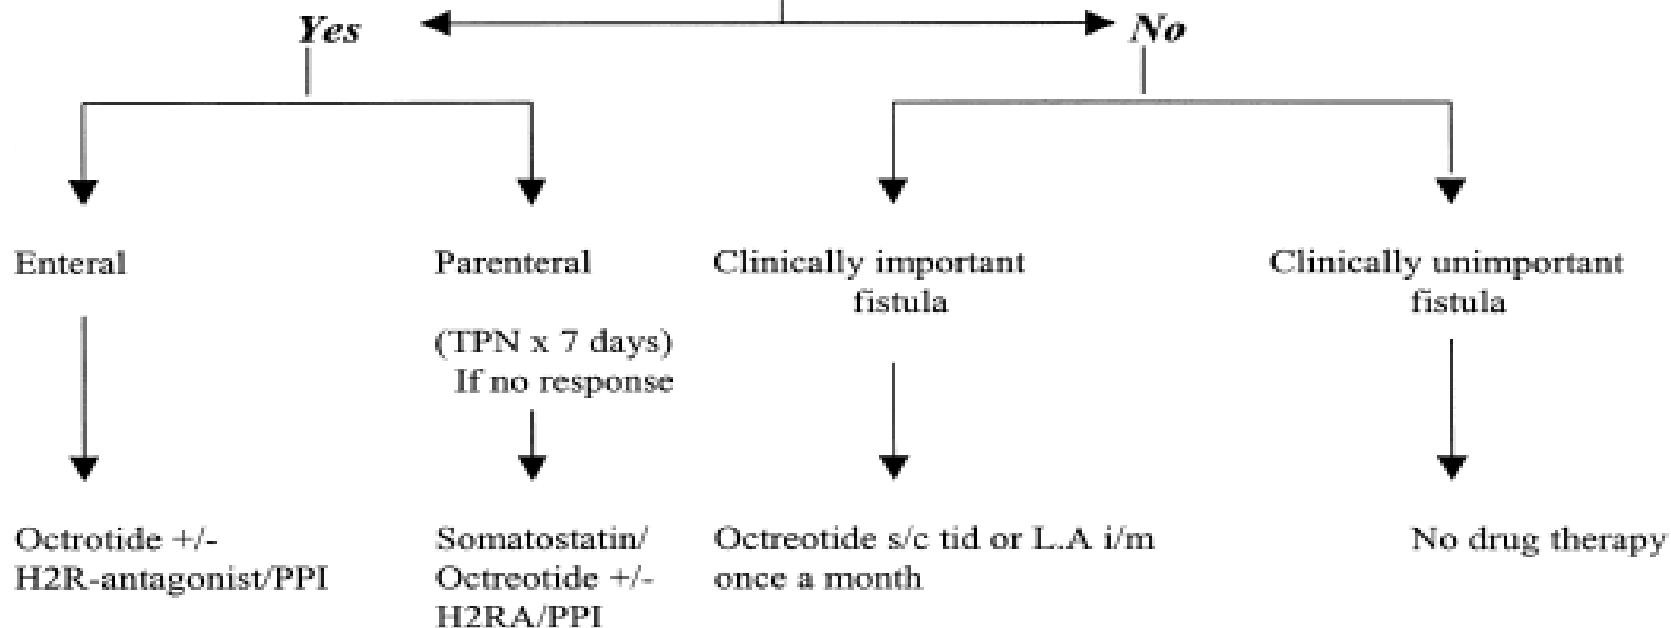 Yes
No
Enteral
Parenteral
(TPN x 7 days)
If no response
Clinically important
fistula
Clinically unimportant
fistula
Octrotide +/-
H2R-antagonist/PPI
Somatostatin/
Octreotide +/-
H2RA/PPI
Octreotide s/c tid or L.A i/m
once a month
No drug therapy